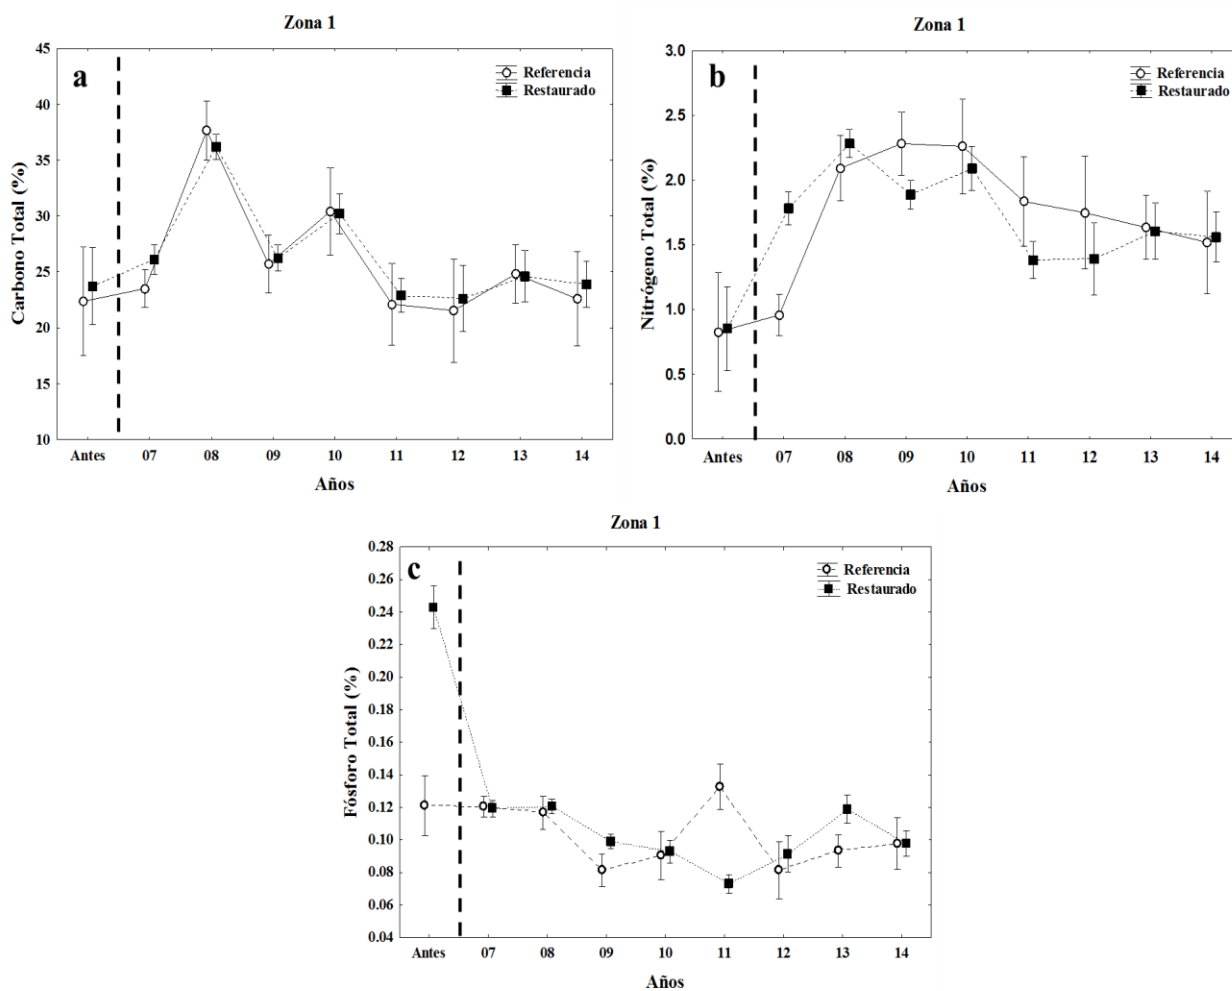 Zona 1
a
Referencia
Restaurado
Carbono Total (%)
45
40
35
30
25
20
15
10
Antes 07 08 09 10 11 12 13 14
Años
Zona 1
b
Referencia
Restaurado
Nitrógeno Total (%)
3.0
2.5
2.0
1.5
1.0
0.5
0.0
Antes 07 08 09 10 11 12 13 14
Años
Zona 1
c
Referencia
Restaurado
Fósforo Total (%)
0.28
0.26
0.24
0.22
0.20
0.18
0.16
0.14
0.12
0.10
0.08
0.06
0.04
Antes 07 08 09 10 11 12 13 14
Años